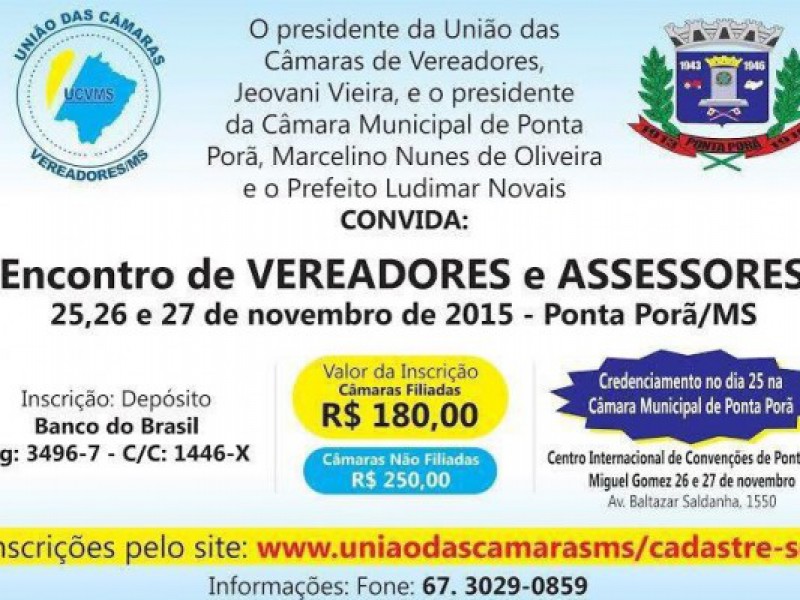 UNIÃO DAS CÂMARAS
UCVMS
VEREADORES/MS
O presidente da União das
Câmaras de Vereadores,
Jeovani Vieira, e o presidente
da Câmara Municipal de Ponta
Porã, Marcelino Nunes de Oliveira
e o Prefeito Ludimar Novais
CONVIDA:
1943 1946
1913 PONTA PORÃ
Encontro de VEREADORES e ASSESSORES
25,26 e 27 de novembro de 2015 - Ponta Porã/MS
Inscrição: Depósito
Banco do Brasil
g: 3496-7 - C/C: 1446-X
Valor da Inscrição
Câmaras Filiadas
R$ 180,00
Câmaras Não Filiadas
R$ 250,00
Credenciamento no dia 25 na
Câmara Municipal de Ponta Porã
Centro Internacional de Convenções de Pont
Miguel Gomez 26 e 27 de novembro
Av. Baltazar Saldanha, 1550
nscrições pelo site: www.uniaodascamarasms/cadastre-s
Informações: Fone: 67. 3029-0859